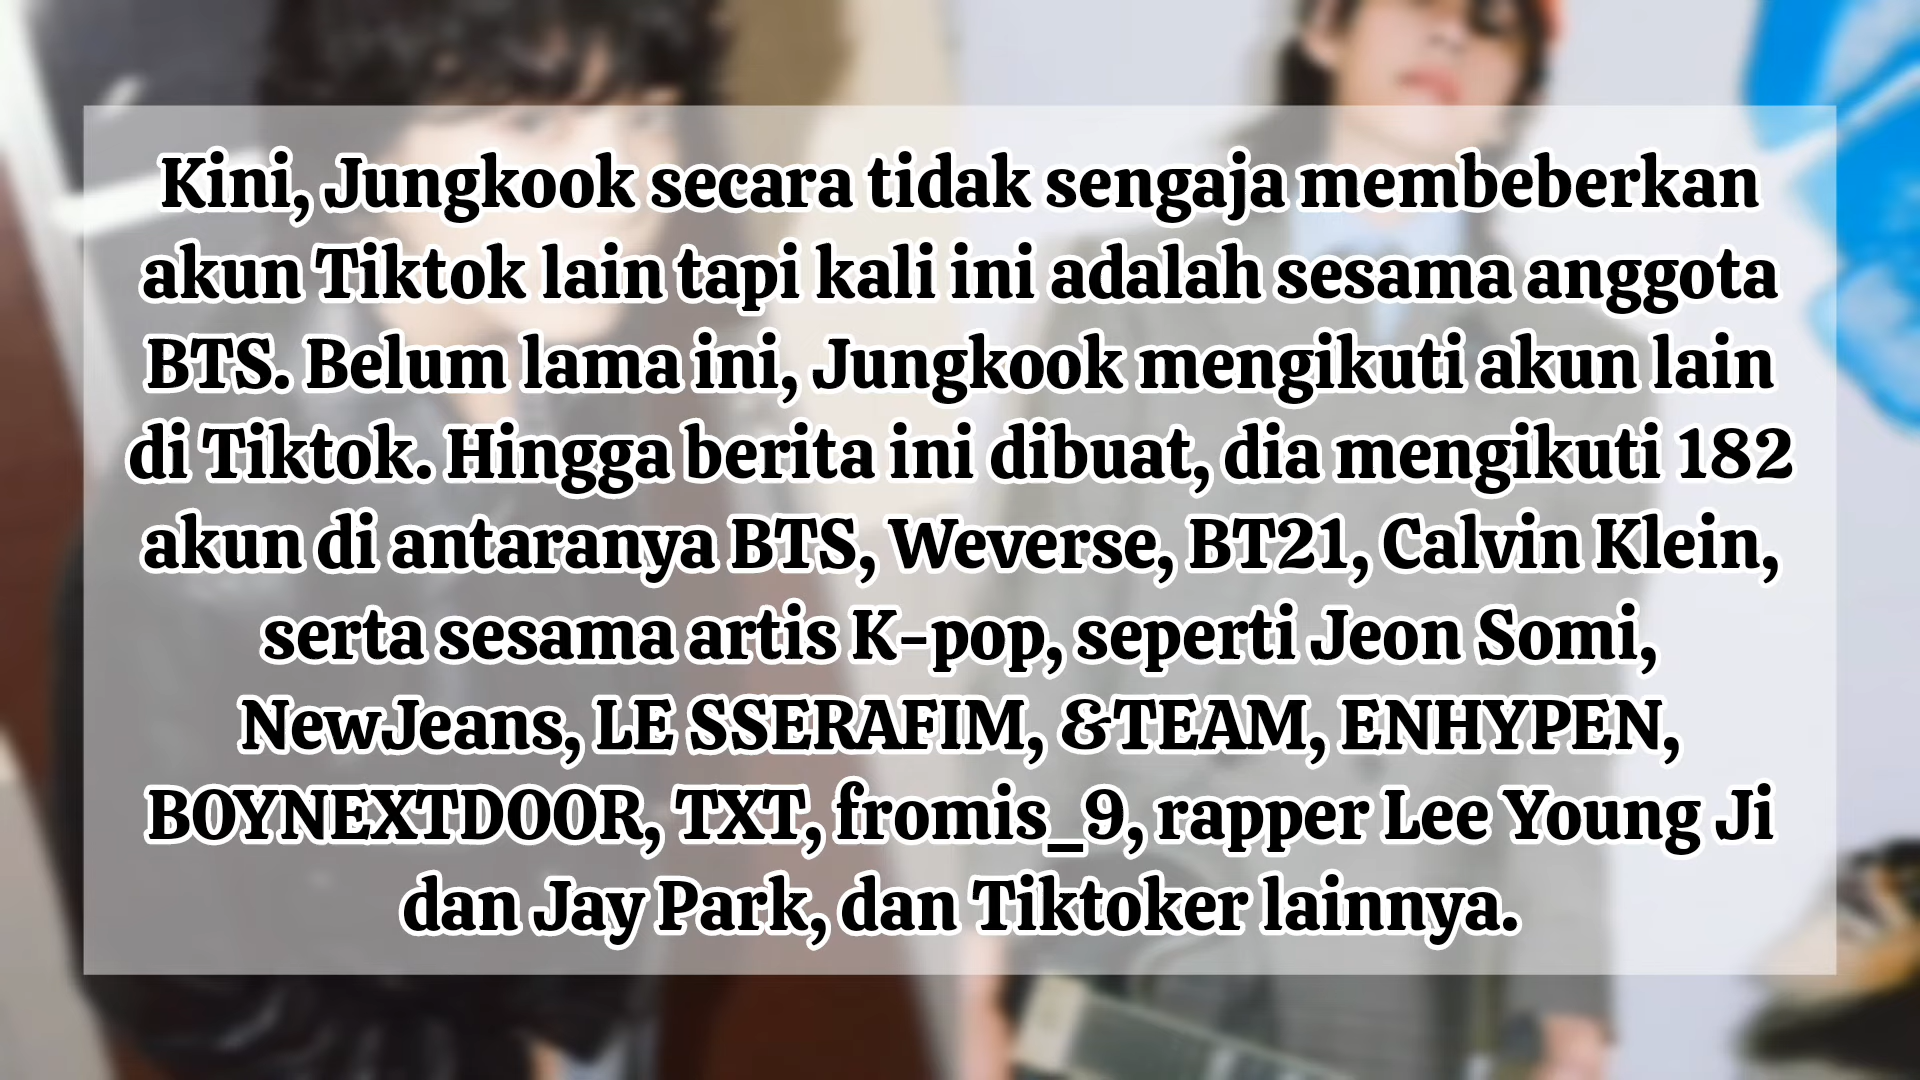 Kini, Jungkook secara tidak sengaja membeberkan
akun Tiktok lain tapi kali ini adalah sesama anggota
BTS. Belum lama ini, Jungkook mengikuti akun lain
di Tiktok. Hingga berita ini dibuat, dia mengikuti 182
akun di antaranya BTS, Weverse, BT21, Calvin Klein,
serta sesama artis K-pop, seperti Jeon Somi,
NewJeans, LE SSERAFIM, &TEAM, ENHYPEN,
BOYNEXTDOOR, TXT, fromis_9, rapper Lee Young Ji
dan Jay Park, dan Tiktoker lainnya.